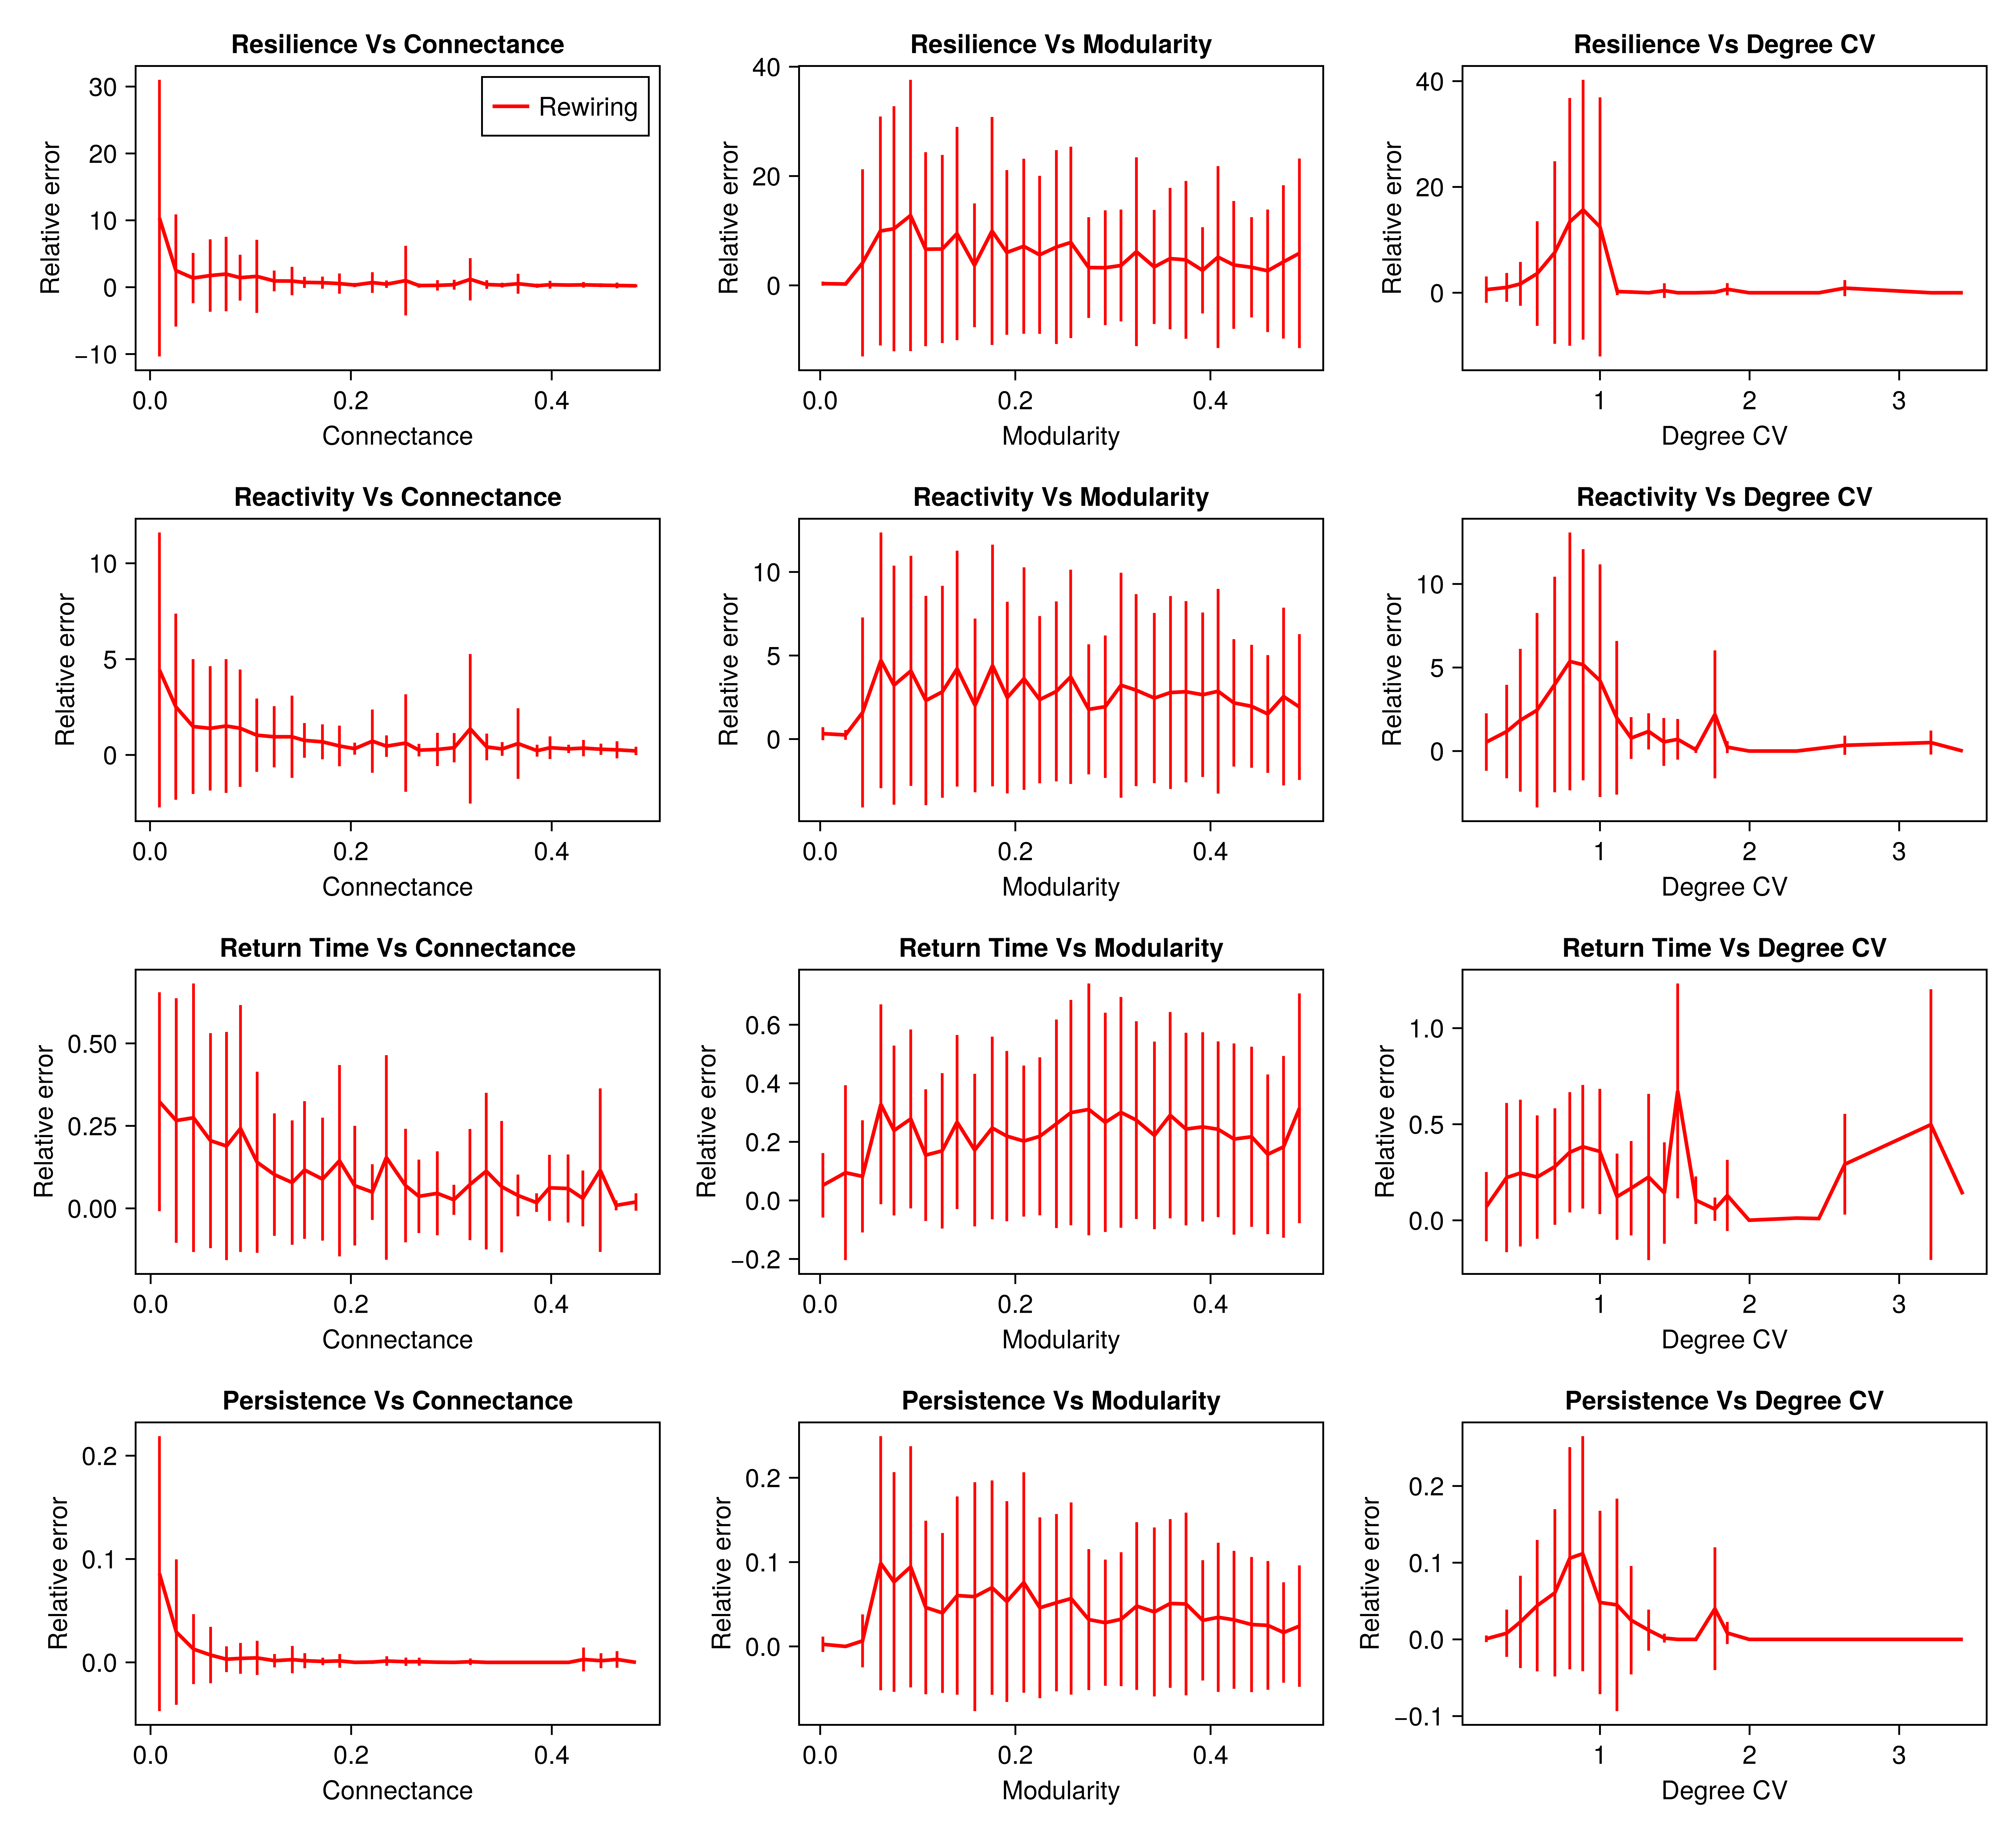 Resilience Vs Connectance
30
20
10
0
−10
Relative error
Rewiring
0.0 0.2 0.4
Connectance
Resilience Vs Modularity
40
20
0
Relative error
0.0 0.2 0.4
Modularity
Resilience Vs Degree CV
40
20
0
Relative error
1 2 3
Degree CV
Reactivity Vs Connectance
10
5
0
Relative error
0.0 0.2 0.4
Connectance
Reactivity Vs Modularity
10
5
0
Relative error
0.0 0.2 0.4
Modularity
Reactivity Vs Degree CV
10
5
0
Relative error
1 2 3
Degree CV
Return Time Vs Connectance
0.50
0.25
0.00
Relative error
0.0 0.2 0.4
Connectance
Return Time Vs Modularity
0.6
0.4
0.2
0.0
−0.2
Relative error
0.0 0.2 0.4
Modularity
Return Time Vs Degree CV
1.0
0.5
0.0
Relative error
1 2 3
Degree CV
Persistence Vs Connectance
0.2
0.1
0.0
Relative error
0.0 0.2 0.4
Connectance
Persistence Vs Modularity
0.2
0.1
0.0
Relative error
0.0 0.2 0.4
Modularity
Persistence Vs Degree CV
0.2
0.1
0.0
−0.1
Relative error
1 2 3
Degree CV